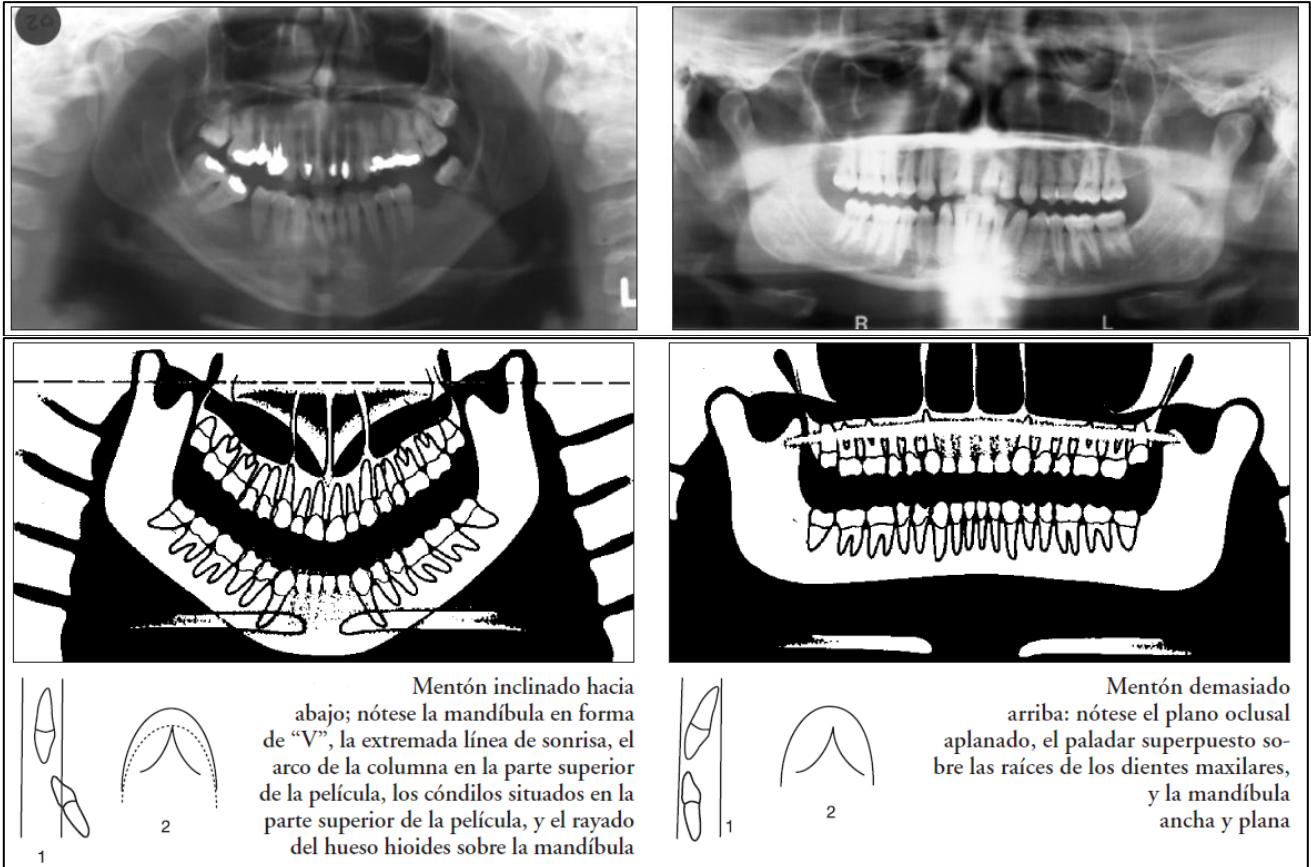 20
L
R
L
Mentón inclinado hacia
abajo; nótese la mandíbula en forma
de “V”, la extremada línea de sonrisa, el
arco de la columna en la parte superior
de la película, los cóndilos situados en la
parte superior de la película, y el rayado
del hueso hioides sobre la mandíbula
1
2
Mentón demasiado
arriba: nótese el plano oclusal
aplanado, el paladar superpuesto so-
bre las raíces de los dientes maxilares,
y la mandíbula
ancha y plana
1
2